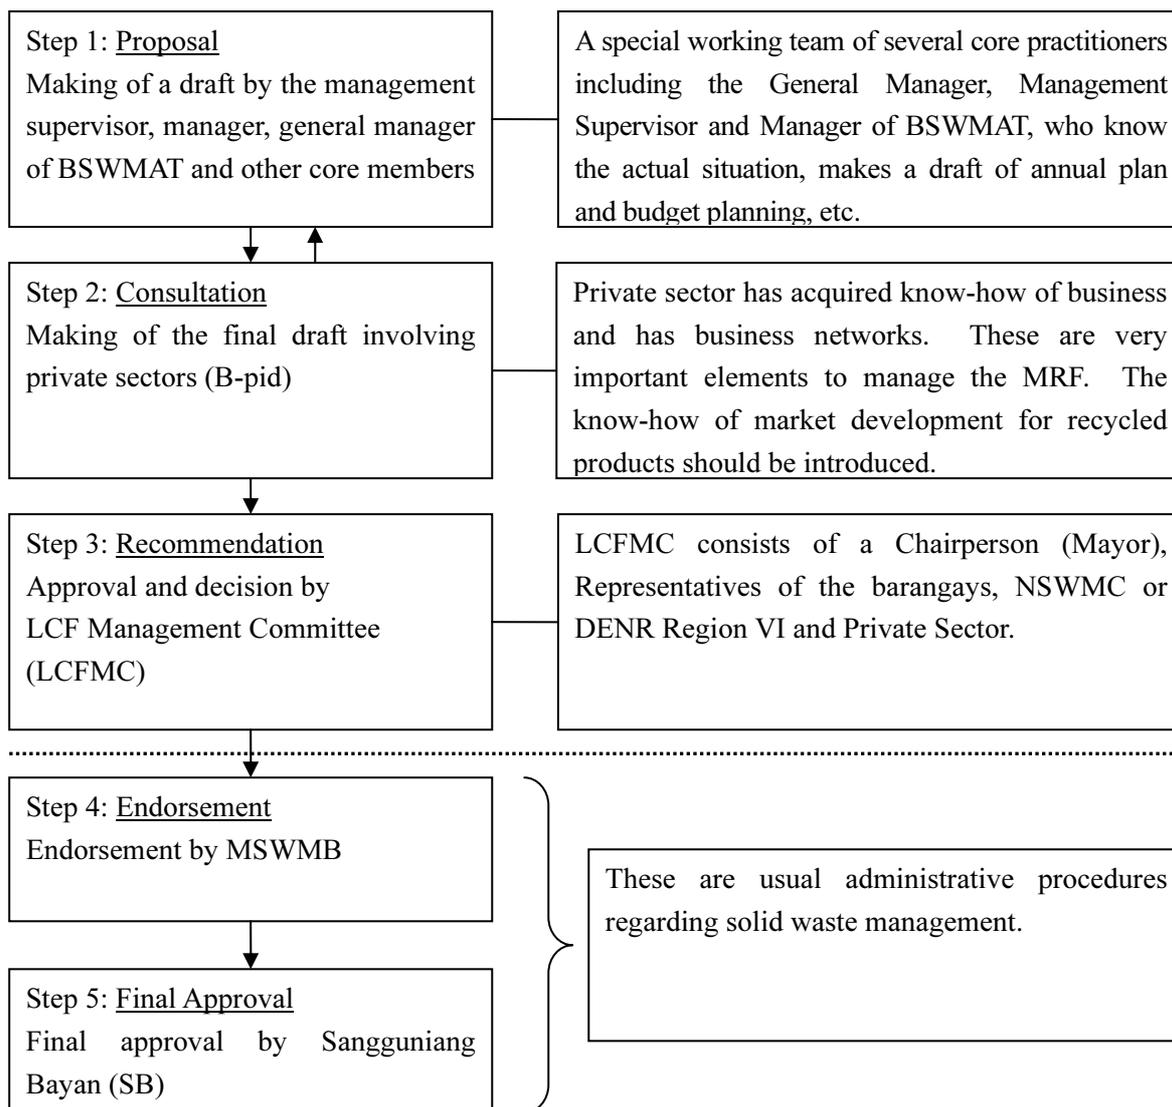 Step 1: Proposal
Making of a draft by the management
supervisor, manager, general manager
of BSWMAT and other core members
A special working team of several core practitioners
including the General Manager, Management
Supervisor and Manager of BSWMAT, who know
the actual situation, makes a draft of annual plan
and budget planning, etc.
Step 2: Consultation
Making of the final draft involving
private sectors (B-pid)
Private sector has acquired know-how of business
and has business networks. These are very
important elements to manage the MRF. The
know-how of market development for recycled
products should be introduced.
Step 3: Recommendation
Approval and decision by
LCF Management Committee
(LCFMC)
LCFMC consists of a Chairperson (Mayor),
Representatives of the barangays, NSWMC or
DENR Region VI and Private Sector.
Step 4: Endorsement
Endorsement by MSWMB
These are usual administrative procedures
regarding solid waste management.
Step 5: Final Approval
Final approval by Sangguniang
Bayan (SB)